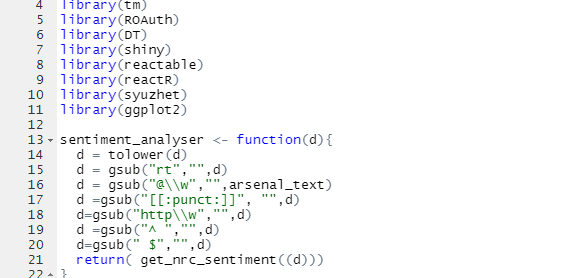 4 library(tm)
5 library(ROAuth)
6 library(DT)
7 library(shiny)
8 library(reactable)
9 library(reactR)
10 library(syuzhet)
11 library(ggplot2)
12
13 sentiment_analyser <- function(d){
14 d = tolower(d)
15 d = gsub("rt","",d)
16 d = gsub("@\\w","",arsenal_text)
17 d =gsub("[[:punct:]]", "",d)
18 d=gsub("http\\w","",d)
19 d =gsub("^ ","",d)
20 d=gsub(" $","",d)
21 return( get_nrc_sentiment((d)))
22 }